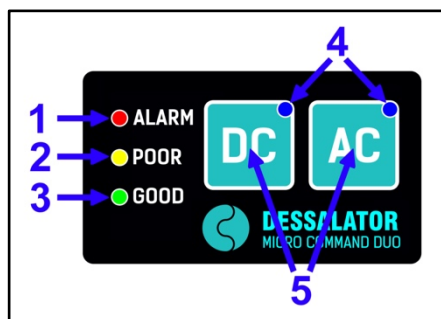 4
1 ALARM DC AC
2 POOR
3 GOOD
DESSALATOR
MICRO COMMAND DUO
5